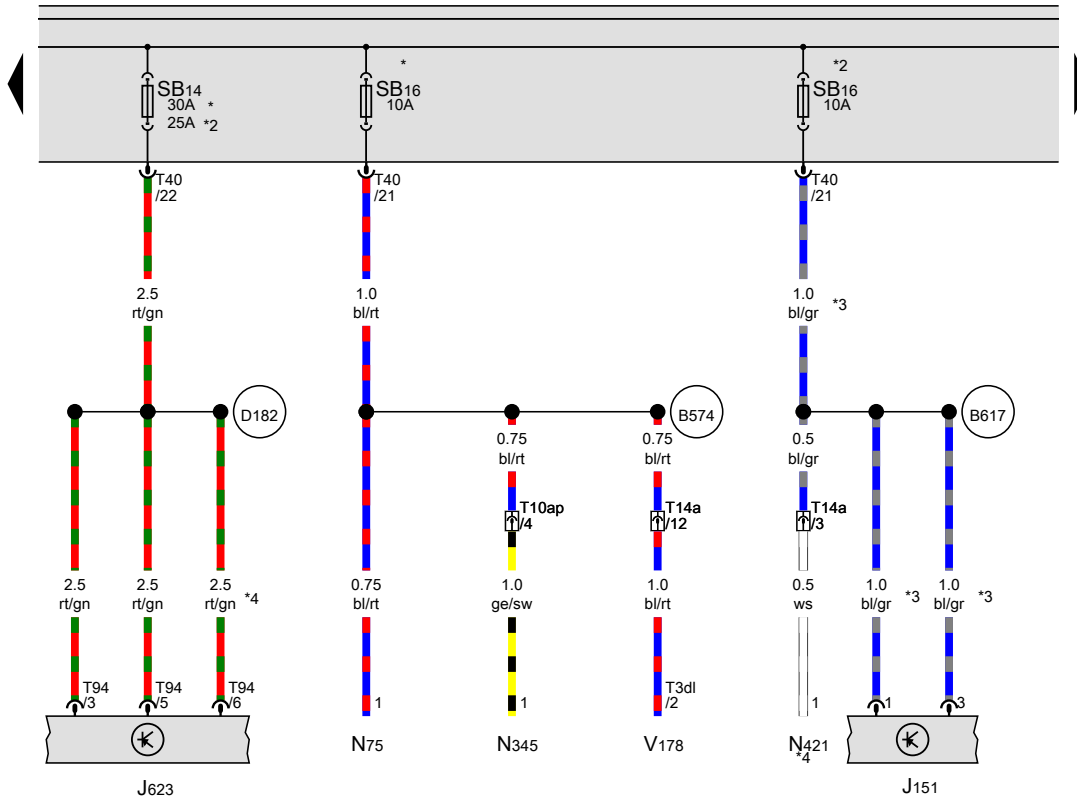 *
*2
SB14
30A *
25A *2
SB16
10A
SB16
10A
T40
/22
T40
/21
T40
/21
2.5
rt/gn
1.0
bl/rt
1.0
bl/gr *3
D182
B574
B617
0.75
bl/rt
0.75
bl/rt
0.5
bl/gr
T10ap
/4
T14a
/12
T14a
/3
2.5
rt/gn
2.5
rt/gn
2.5
rt/gn *4
0.75
bl/rt
1.0
ge/sw
1.0
bl/rt
0.5
ws
1.0
bl/gr *3
1.0
bl/gr *3
T94
/3
T94
/5
T94
/6
1
1
T3dl
/2
1
1
3
N75
N345
V178
N421
*4
J623
J151